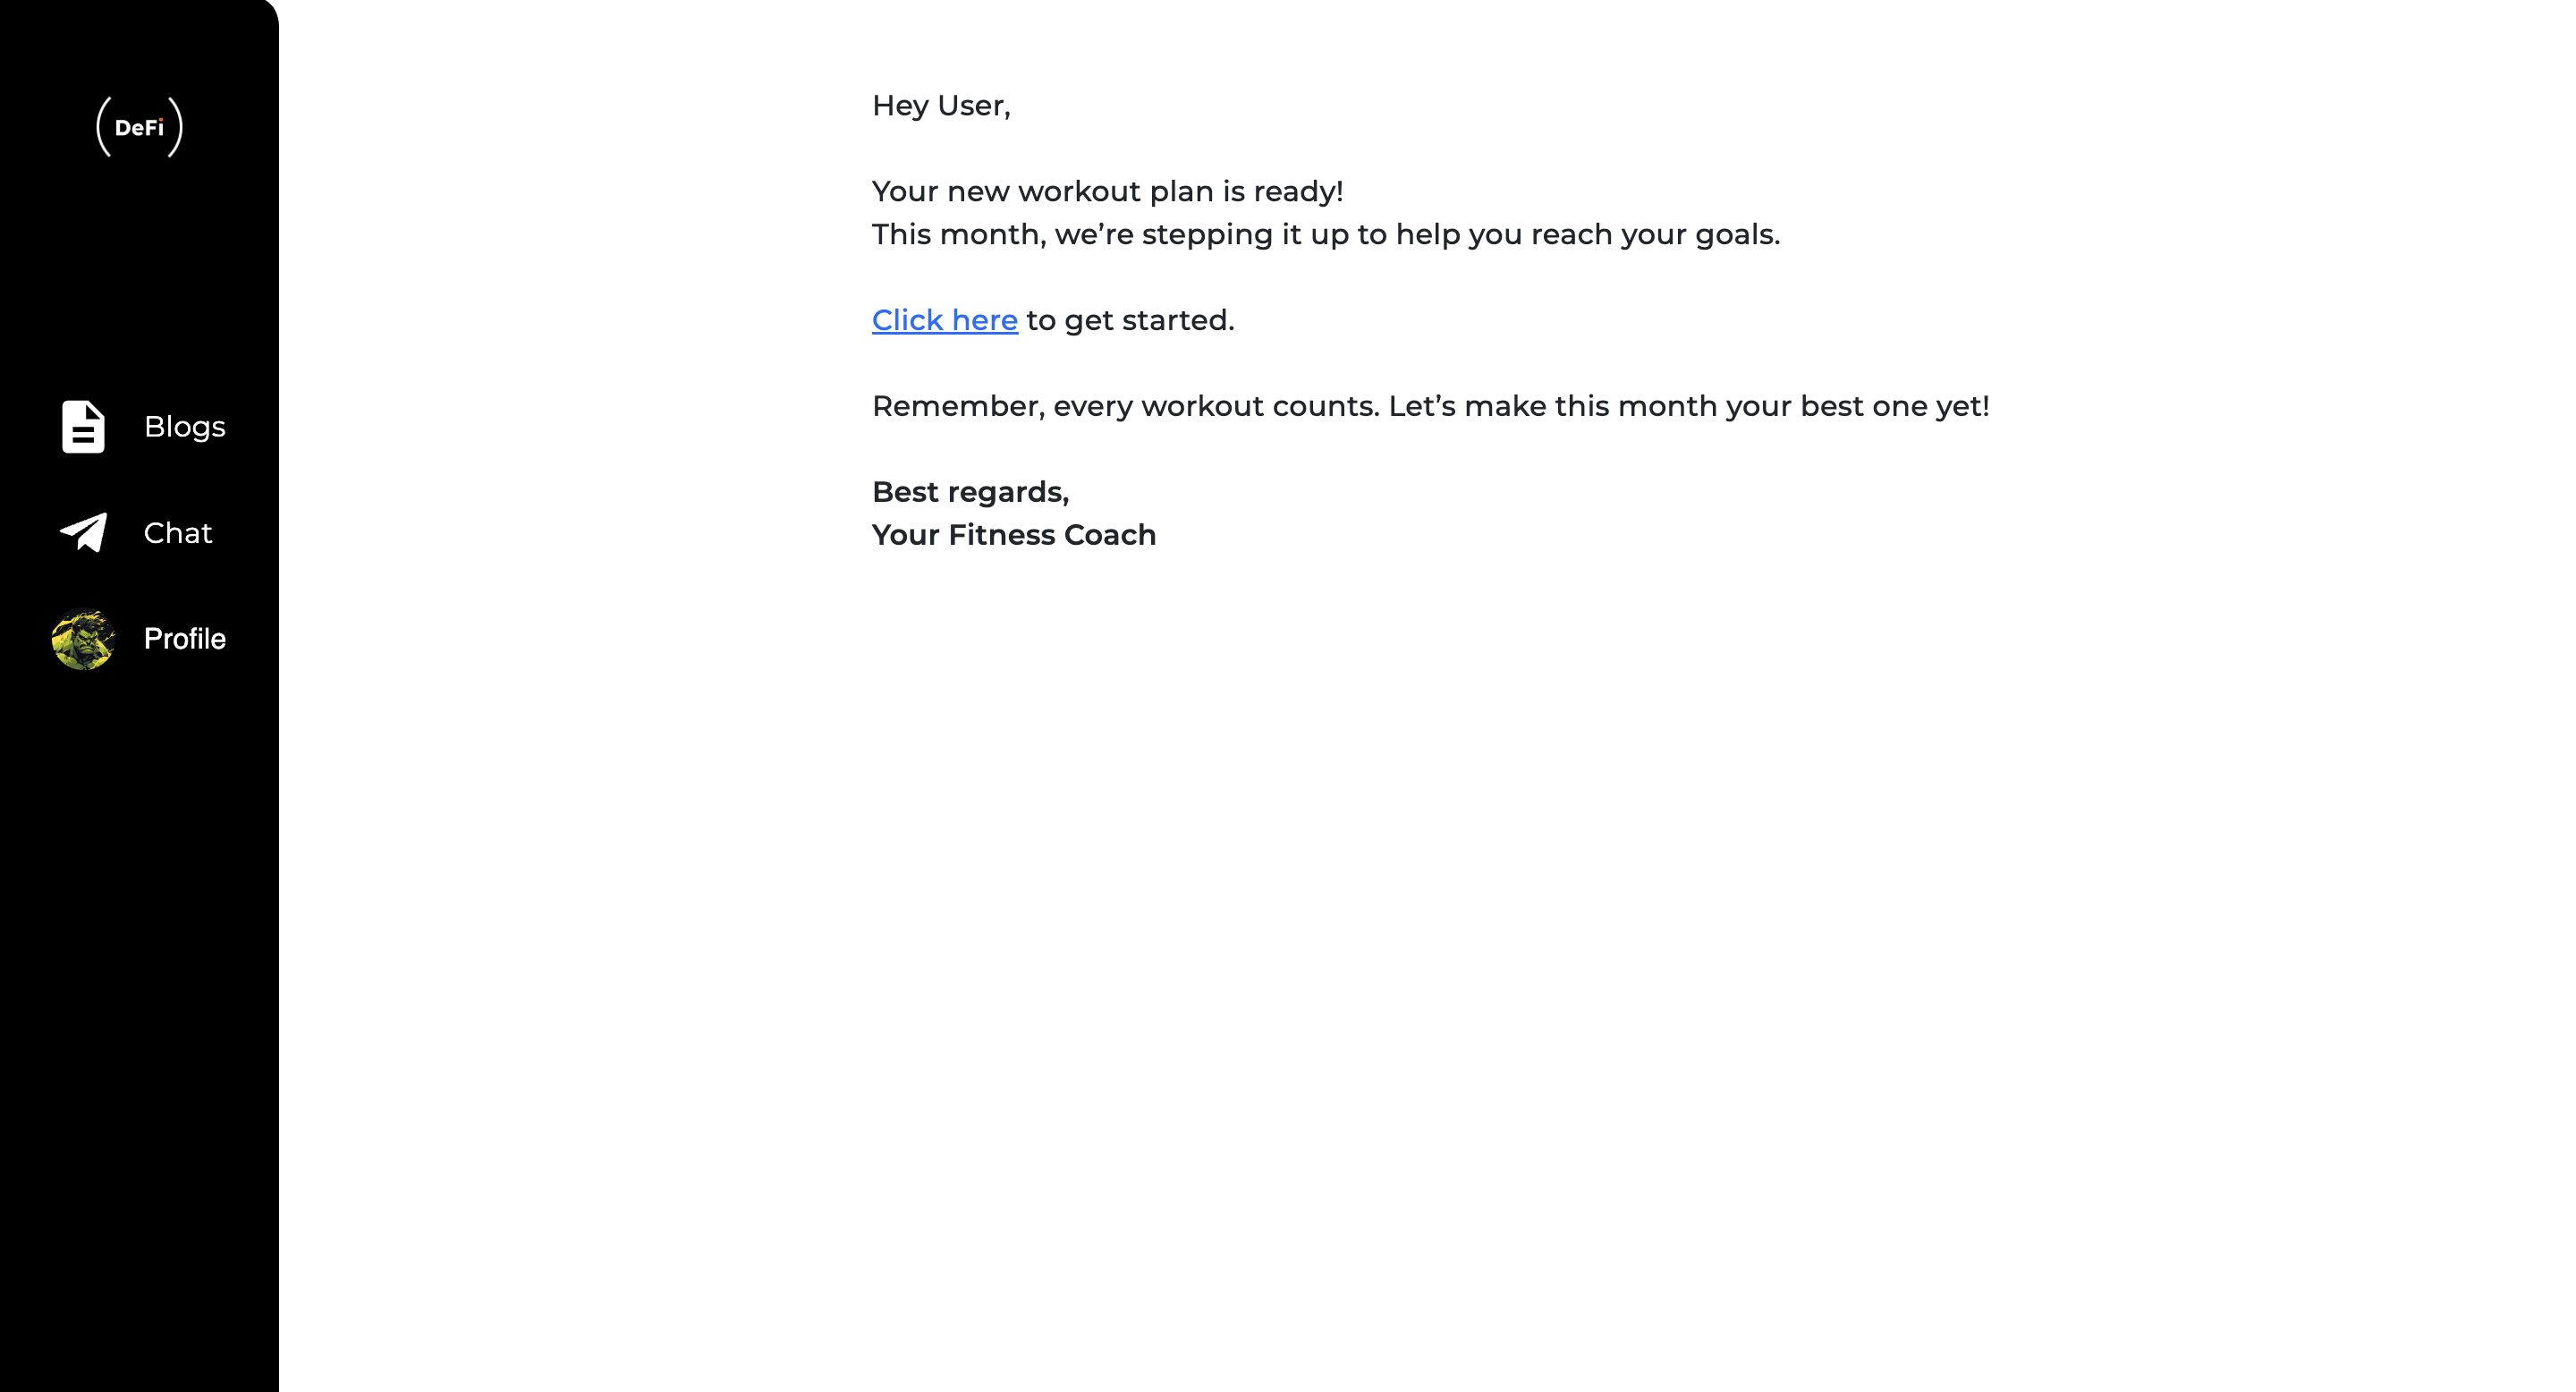 DeFi
Blogs
Chat
Profile
Hey User,
Your new workout plan is ready!
This month, we’re stepping it up to help you reach your goals.
Click here to get started.
Remember, every workout counts. Let’s make this month your best one yet!
Best regards,
Your Fitness Coach